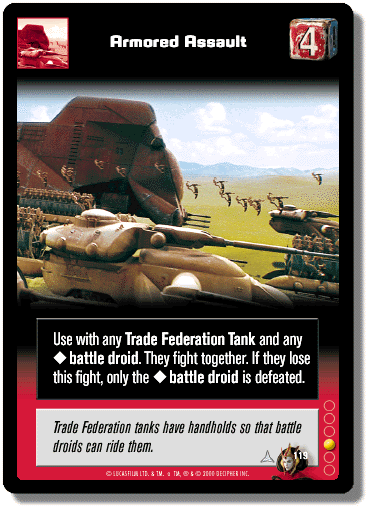 Armored Assault
4
Use with any Trade Federation Tank and any
◆ battle droid. They fight together. If they lose
this fight, only the ◆ battle droid is defeated.
Trade Federation tanks have handholds so that battle
droids can ride them.
119
© LUCASFILM LTD. & TM. & TM, ® & © 2000 DECIPHER INC.